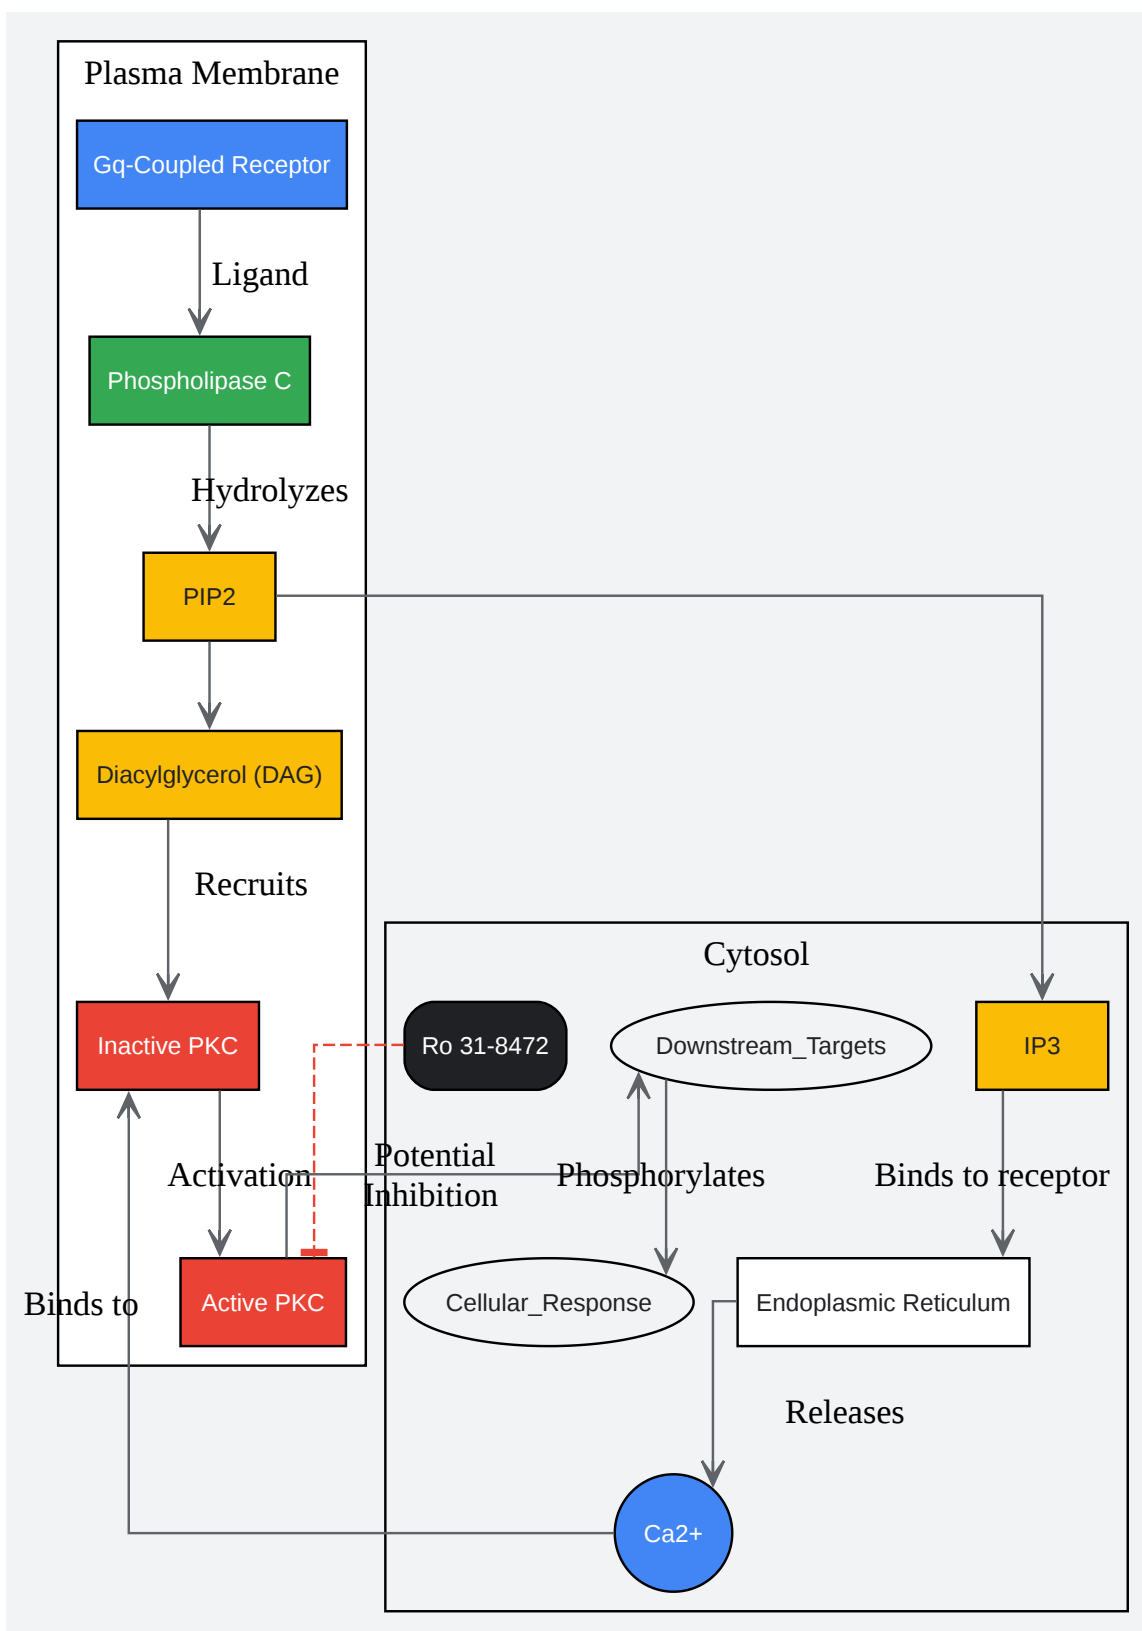 Plasma Membrane
Gq-Coupled Receptor
Ligand
Phospholipase C
Hydrolyzes
PIP2
Diacylglycerol (DAG)
Recruits
Cytosol
Inactive PKC
Ro 31-8472
Downstream_Targets
IP3
Activation
Potential
Inhibition
Phosphorylates
Binds to receptor
Binds to
Active PKC
Cellular_Response
Endoplasmic Reticulum
Releases
Ca2+